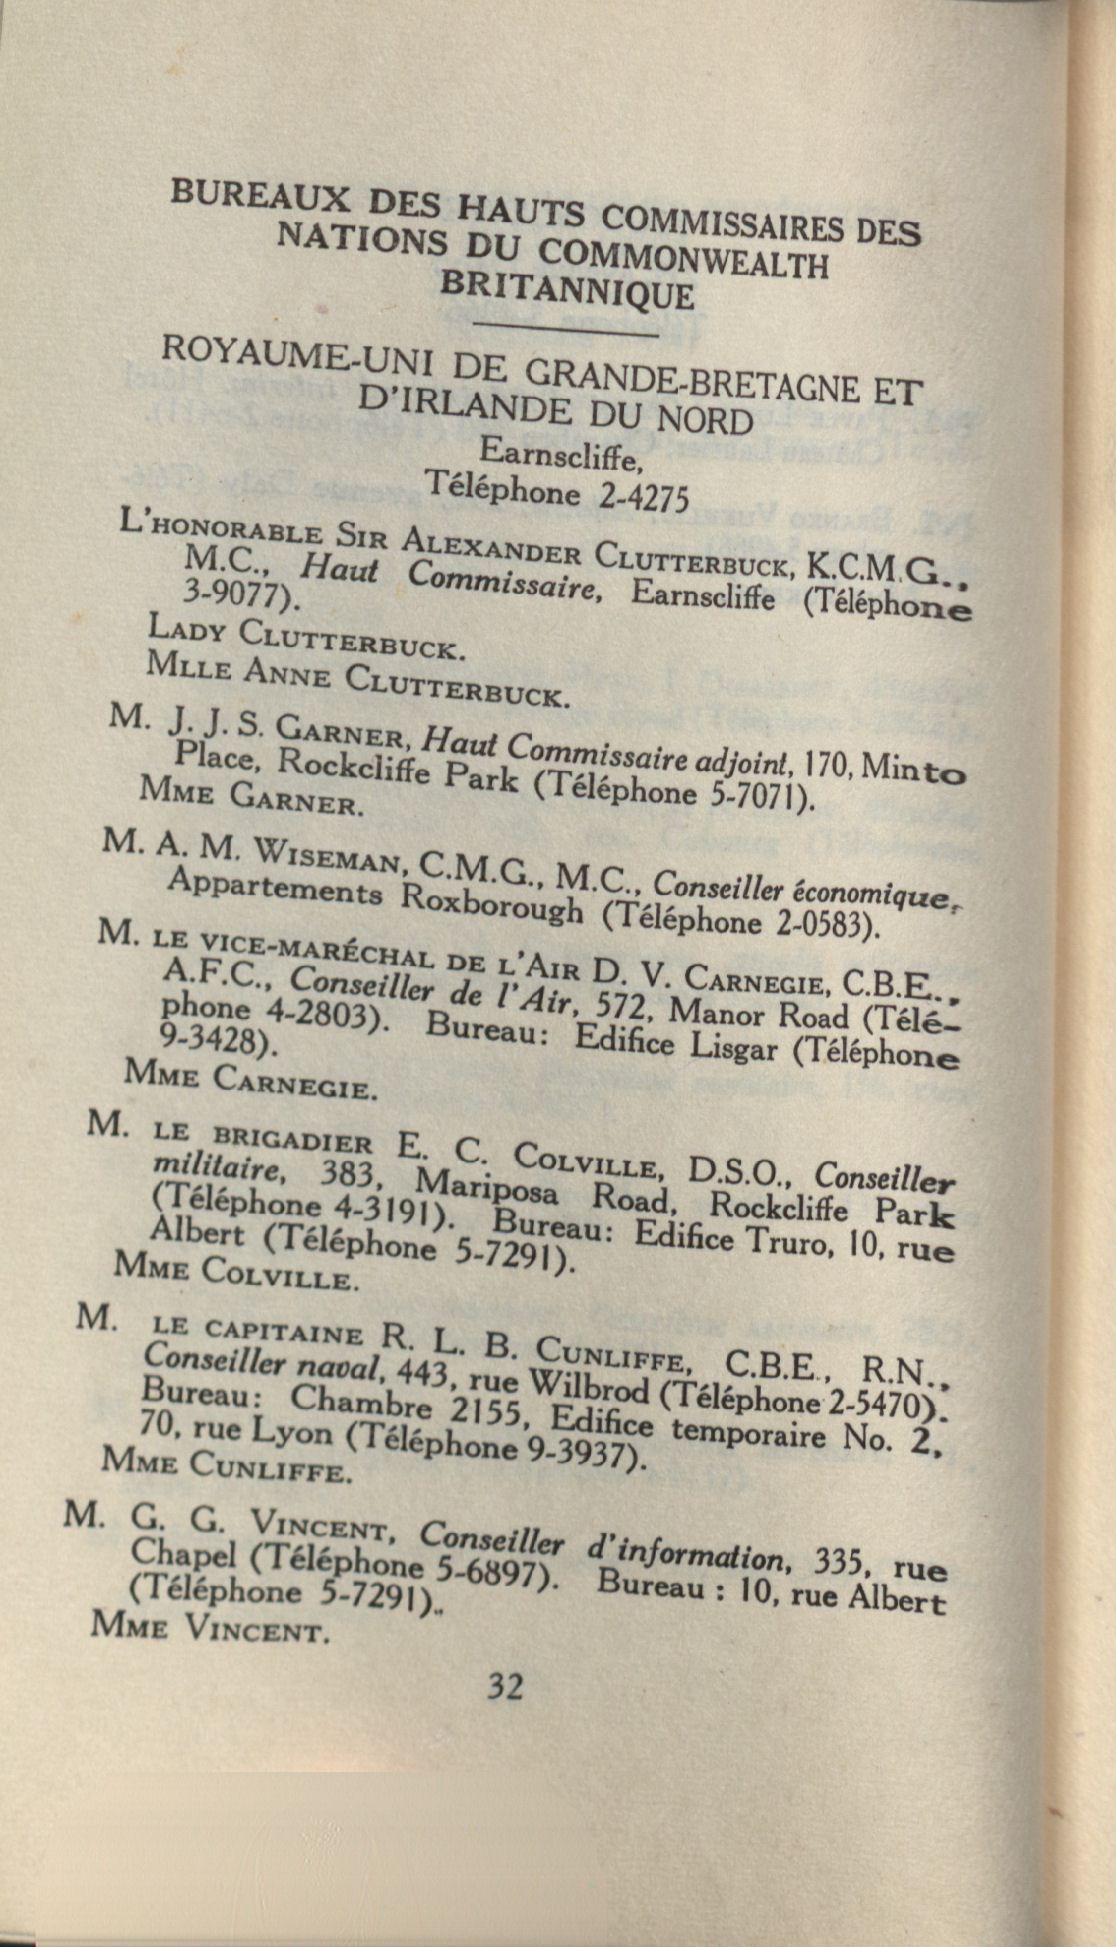 BUREAUX DES HAUTS COMMISSAIRES DES
NATIONS DU COMMONWEALTH
BRITANNIQUE
ROYAUME-UNI DE GRANDE-BRETAGNE ET
D'IRLANDE DU NORD
Earnscliffe,
Téléphone 2-4275
L'HONORABLE SIR ALEXANDER CLUTTERBUCK, K.C.M.G.,
M.C., Haut Commissaire, Earnscliffe (Téléphone
3-9077).
LADY CLUTTERBUCK.
MLLE ANNE CLUTTERBUCK.
M. J. J. S. GARNER, Haut Commissaire adjoint, 170, Minto
Place, Rockcliffe Park (Téléphone 5-7071).
MME GARNER.
M. A. M. WISEMAN, C.M.G., M.C., Conseiller économique,
Appartements Roxborough (Téléphone 2-0583).
M. LE VICE-MARÉCHAL DE L'AIR D. V. CARNEGIE, C.B.E.,
A.F.C., Conseiller de l'Air, 572, Manor Road (Télé-
phone 4-2803). Bureau: Edifice Lisgar (Téléphone
9-3428).
MME CARNEGIE.
M. LE BRIGADIER E. C. COLVILLE, D.S.O., Conseiller
militaire, 383, Mariposa Road, Rockcliffe Park
(Téléphone 4-3191). Bureau: Edifice Truro, 10, rue
Albert (Téléphone 5-7291).
MME COLVILLE.
M. LE CAPITAINE R. L. B. CUNLIFFE, C.B.E., R.N.,
Conseiller naval, 443, rue Wilbrod (Téléphone 2-5470).
Bureau: Chambre 2155, Edifice temporaire No. 2,
70, rue Lyon (Téléphone 9-3937).
MME CUNLIFFE.
M. G. G. VINCENT, Conseiller d'information, 335, rue
Chapel (Téléphone 5-6897). Bureau : 10, rue Albert
(Téléphone 5-7291)..
MME VINCENT.
32